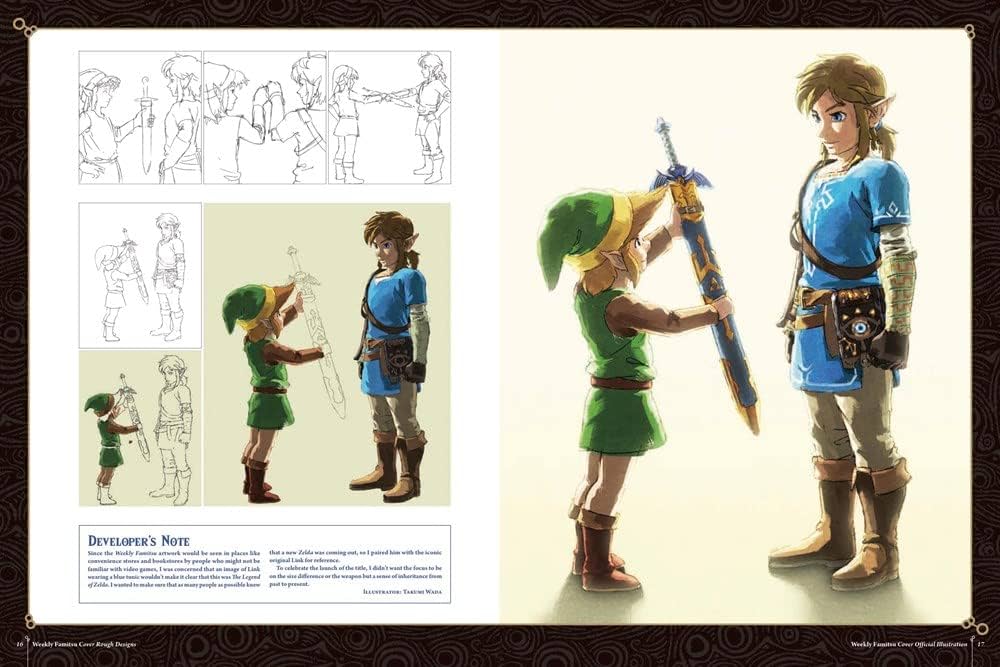 DEVELOPER'S NOTE
Since the Weekly Famitsu artwork would be seen in places like
convenience stores and bookstores by people who might not be
familiar with video games, I was concerned that an image of Link
wearing a blue tunic wouldn't make it clear that this was The Legend
of Zelda. I wanted to make sure that as many people as possible knew
that a new Zelda was coming out, so I paired him with the iconic
original Link for reference.
To celebrate the launch of the title, I didn't want the focus to be
on the size difference or the weapon but a sense of inheritance from
past to present.
ILLUSTRATOR: TAKUMI WADA
16 Weekly Famitsu Cover Rough Designs
Weekly Famitsu Cover Official Illustration 17